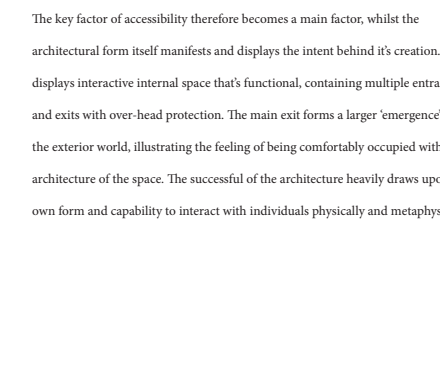 The key factor of accessibility therefore becomes a main factor, whilst the
architectural form itself manifests and displays the intent behind it's creation.
displays interactive internal space that's functional, containing multiple
and exits with over-head protection. The main exit forms a larger 'emergence'
the exterior world, illustrating the feeling of being comfortably occupied with
architecture of the space. The successful of the architecture heavily draws
own form and capability to interact with individuals physically and